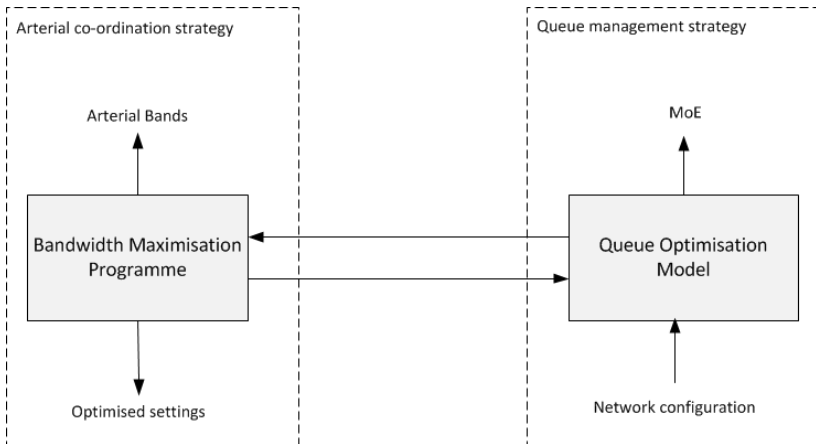 Arterial co-ordination strategy
Arterial Bands
Bandwidth Maximisation
Programme
Optimised settings
Queue management strategy
MoE
Queue Optimisation
Model
Network configuration